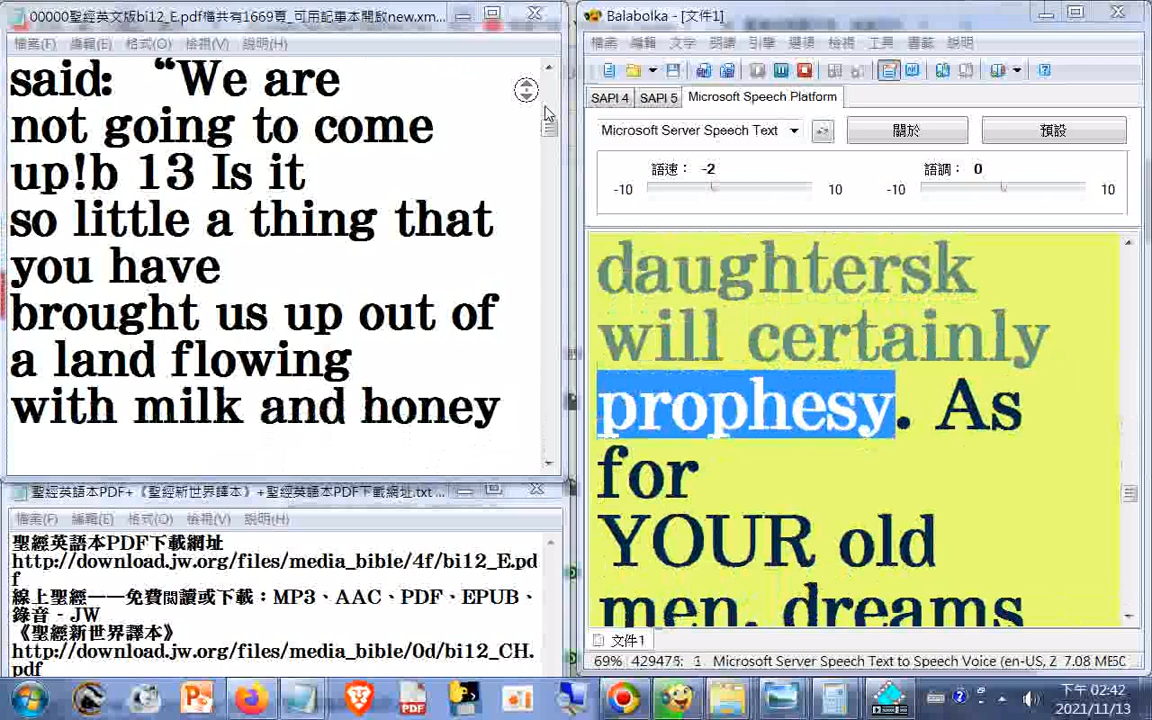 00000聖經英文版bi12_E.pdf檔共有1669頁_可用記事本開啟new.xm...
檔案(F) 編輯(E) 格式(O) 檢視(V) 說明(H)
said: “We are
not going to come
up!b 13 Is it
so little a thing that
you have
brought us up out of
a land flowing
with milk and honey
聖經英語本PDF+《聖經新世界譯本》+聖經英語本PDF下載網址.txt ...
檔案(F) 編輯(E) 格式(O) 檢視(V) 說明(H)
聖經英語本PDF下載網址
http://download.jw.org/files/media_bible/4f/bi12_E.pd
f
線上聖經——免費閱讀或下載：MP3、AAC、PDF、EPUB、
錄音 - JW
《聖經新世界譯本》
http://download.jw.org/files/media_bible/0d/bi12_CH.
pdf
Balabolka - [文件1]
檔案 編輯 文字 朗讀 引擎 選項 檢視 工具 書籤 說明
SAPI 4 SAPI 5 Microsoft Speech Platform
Microsoft Server Speech Text 關於 預設
語速： -2 語調： 0
-10 10 -10 10
daughtersk
will certainly
prophesy. As
for
YOUR old
men, dreams
文件1
69% 429475: 1 Microsoft Server Speech Text to Speech Voice (en-US, Z 7.08 ME
PDF
下午 02:42
2021/11/13